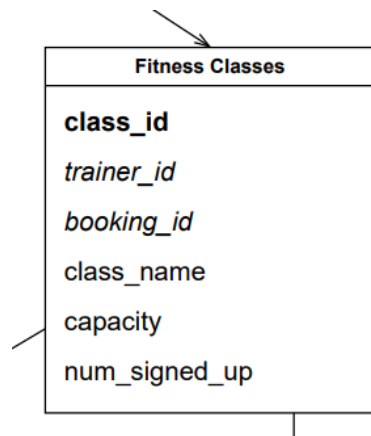 Fitness Classes
class_id
trainer_id
booking_id
class_name
capacity
num_signed_up